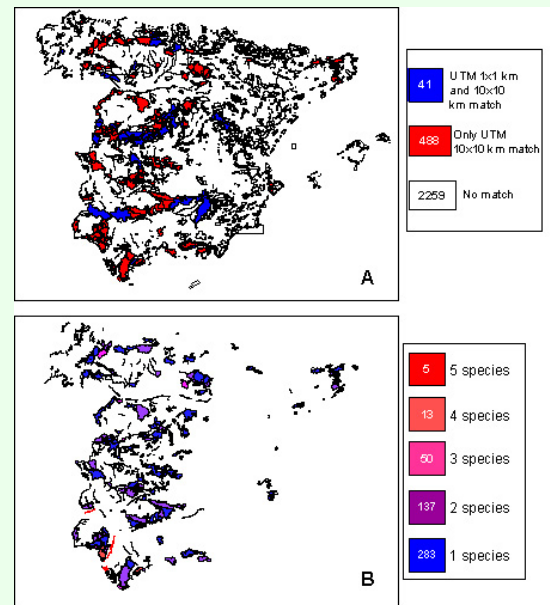 41
UTM 1x1 km
and 10x10
km match
488
Only UTM
10x10 km match
2259
No match
A
5
5 species
13
4 species
50
3 species
137
2 species
283
1 species
B